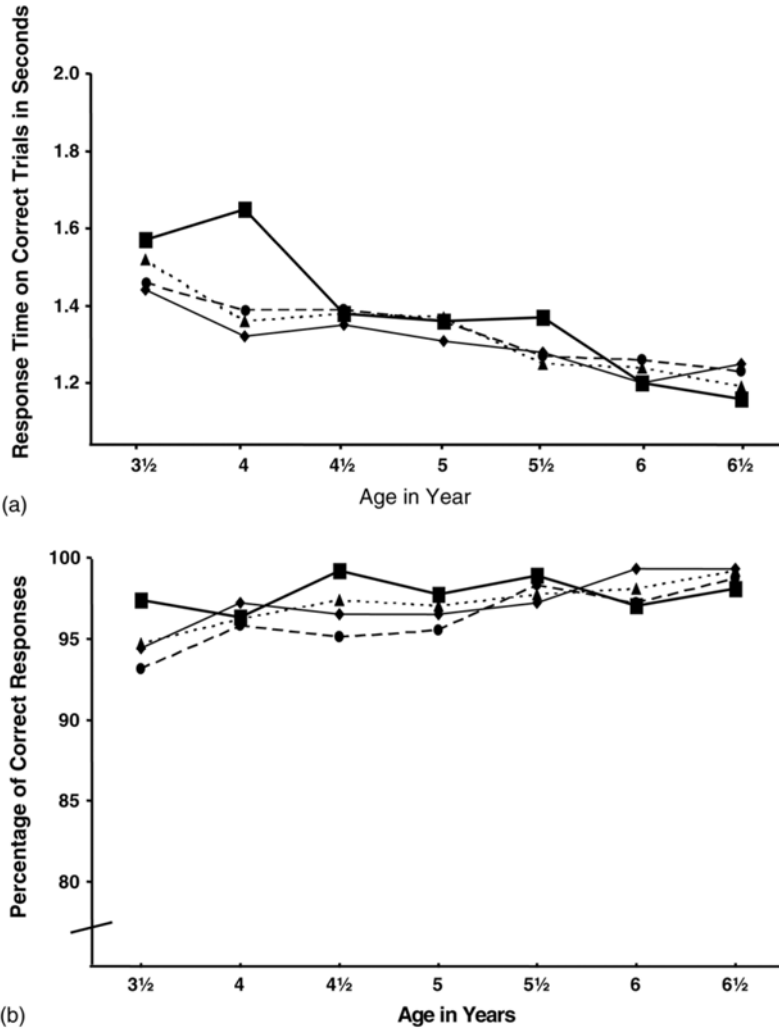 Response Time on Correct Trials in Seconds
2.0
1.8
1.6
1.4
1.2
3½ 4 4½ 5 5½ 6 6½
Age in Year
(a)
Percentage of Correct Responses
100
95
90
85
80
3½ 4 4½ 5 5½ 6 6½
Age in Years
(b)